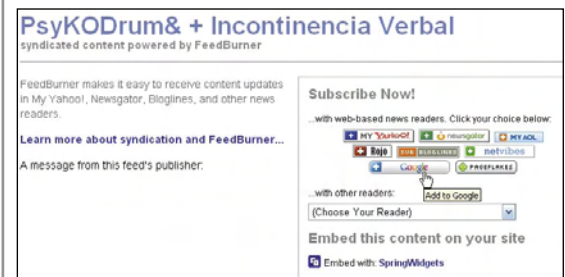 PsyKODrum& + Incontinencia Verbal
syndicated content powered by FeedBurner
FeedBurner makes it easy to receive content updates
in My Yahoo!, Newsgator, Bloglines, and other news
readers.
Learn more about syndication and FeedBurner...
A message from this feed's publisher:
Subscribe Now!
...with web-based news readers. Click your choice below:
MY YAHOO! newsgator MY AOL
Rojo SUB BLOGLINES netvibes
Google PAGEFLAKES
...with other readers:
Add to Google
(Choose Your Reader)
Embed this content on your site
Embed with: SpringWidgets